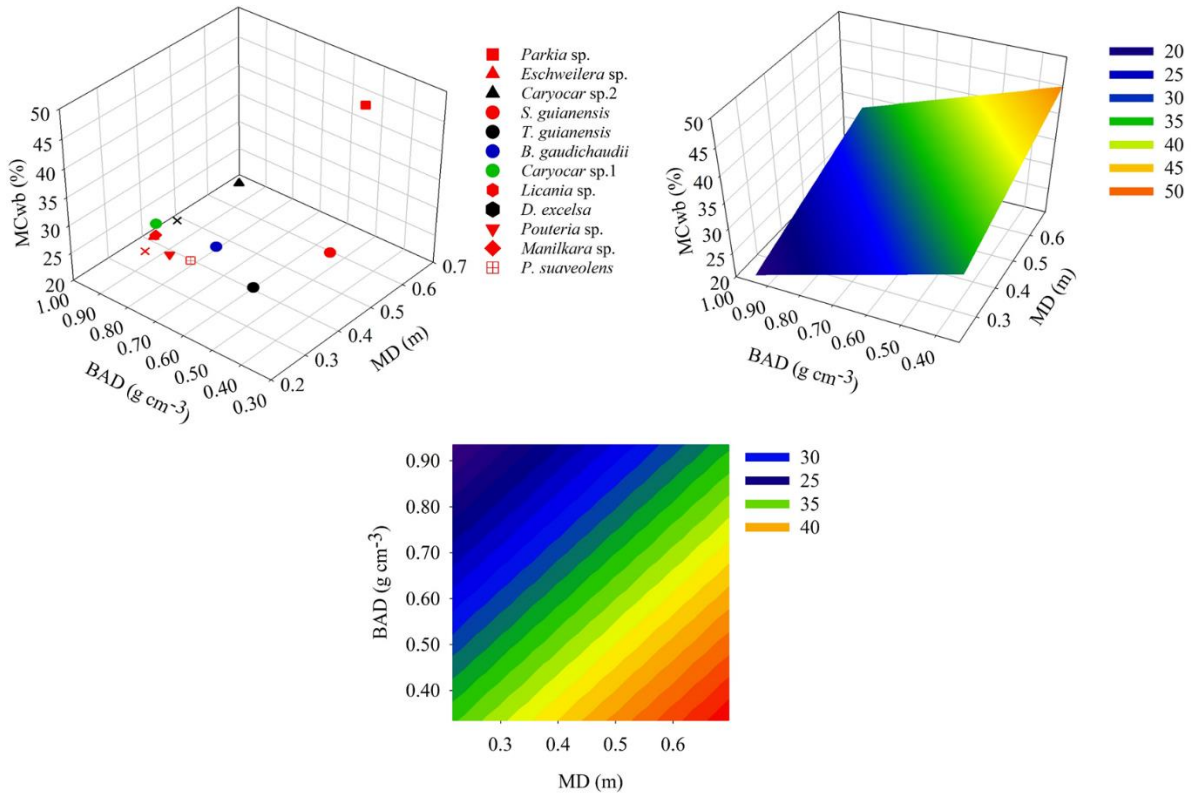 50
45
40
35
30
25
20
MCwb (%)
1.00
0.90
0.80
0.70
0.60
0.50
0.40
0.30
BAD (g cm-3)
0.2
0.3
0.4
0.5
0.6
0.7
MD (m)
Parkia sp.
Eschweilera sp.
Caryocar sp.2
S. guianensis
T. guianensis
B. gaudichaudii
Caryocar sp.1
Licania sp.
D. excelsa
Pouteria sp.
Manilkara sp.
P. suaveolens
50
45
40
35
30
25
20
MCwb (%)
1.00
0.90
0.80
0.70
0.60
0.50
0.40
BAD (g cm-3)
0.3
0.4
0.5
0.6
MD (m)
20
25
30
35
40
45
50
0.90
0.80
0.70
0.60
0.50
0.40
BAD (g cm-3)
0.3 0.4 0.5 0.6
MD (m)
30
25
35
40